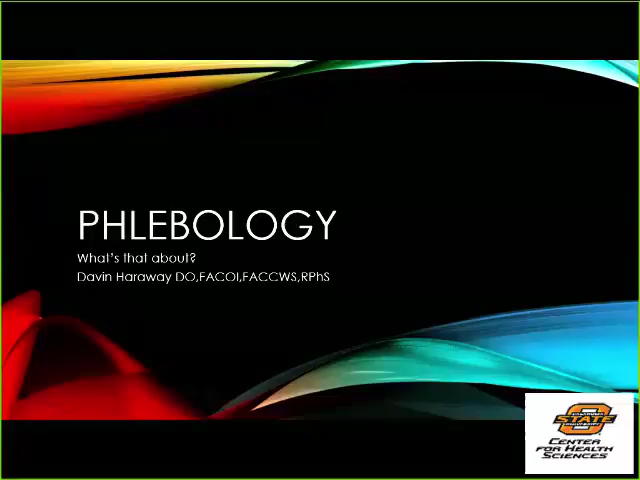 PHLEBOLOGY
What's that about?
Davin Haraway DO,FACOI,FACCWS,RPhS
STATE
CENTER
FOR HEALTH
SCIENCES